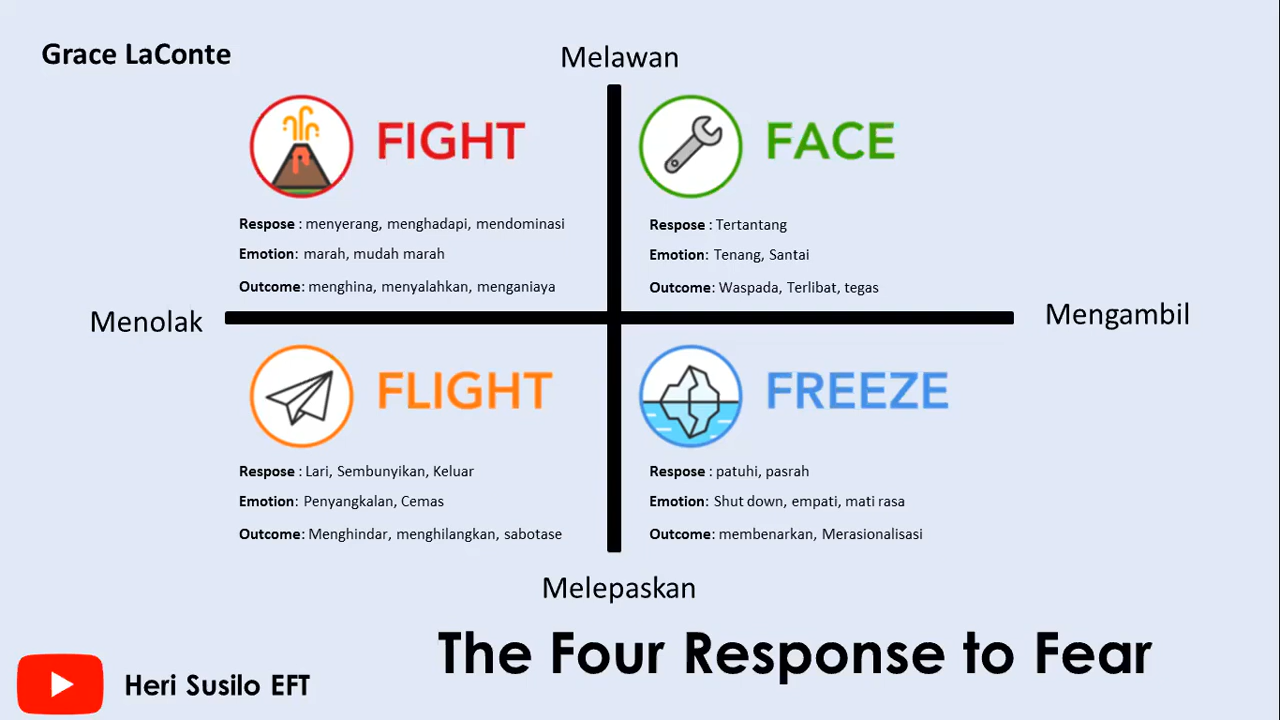 Grace LaConte
Melawan
FIGHT
Respose : menyerang, menghadapi, mendominasi
Emotion: marah, mudah marah
Outcome: menghina, menyalahkan, menganiaya
FACE
Respose : Tertantang
Emotion: Tenang, Santai
Outcome: Waspada, Terlibat, tegas
Menolak
Mengambil
FLIGHT
Respose : Lari, Sembunyikan, Keluar
Emotion: Penyangkalan, Cemas
Outcome: Menghindar, menghilangkan, sabotase
FREEZE
Respose : patuhi, pasrah
Emotion: Shut down, empati, mati rasa
Outcome: membenarkan, Merasionalisasi
Melepaskan
The Four Response to Fear
Heri Susilo EFT